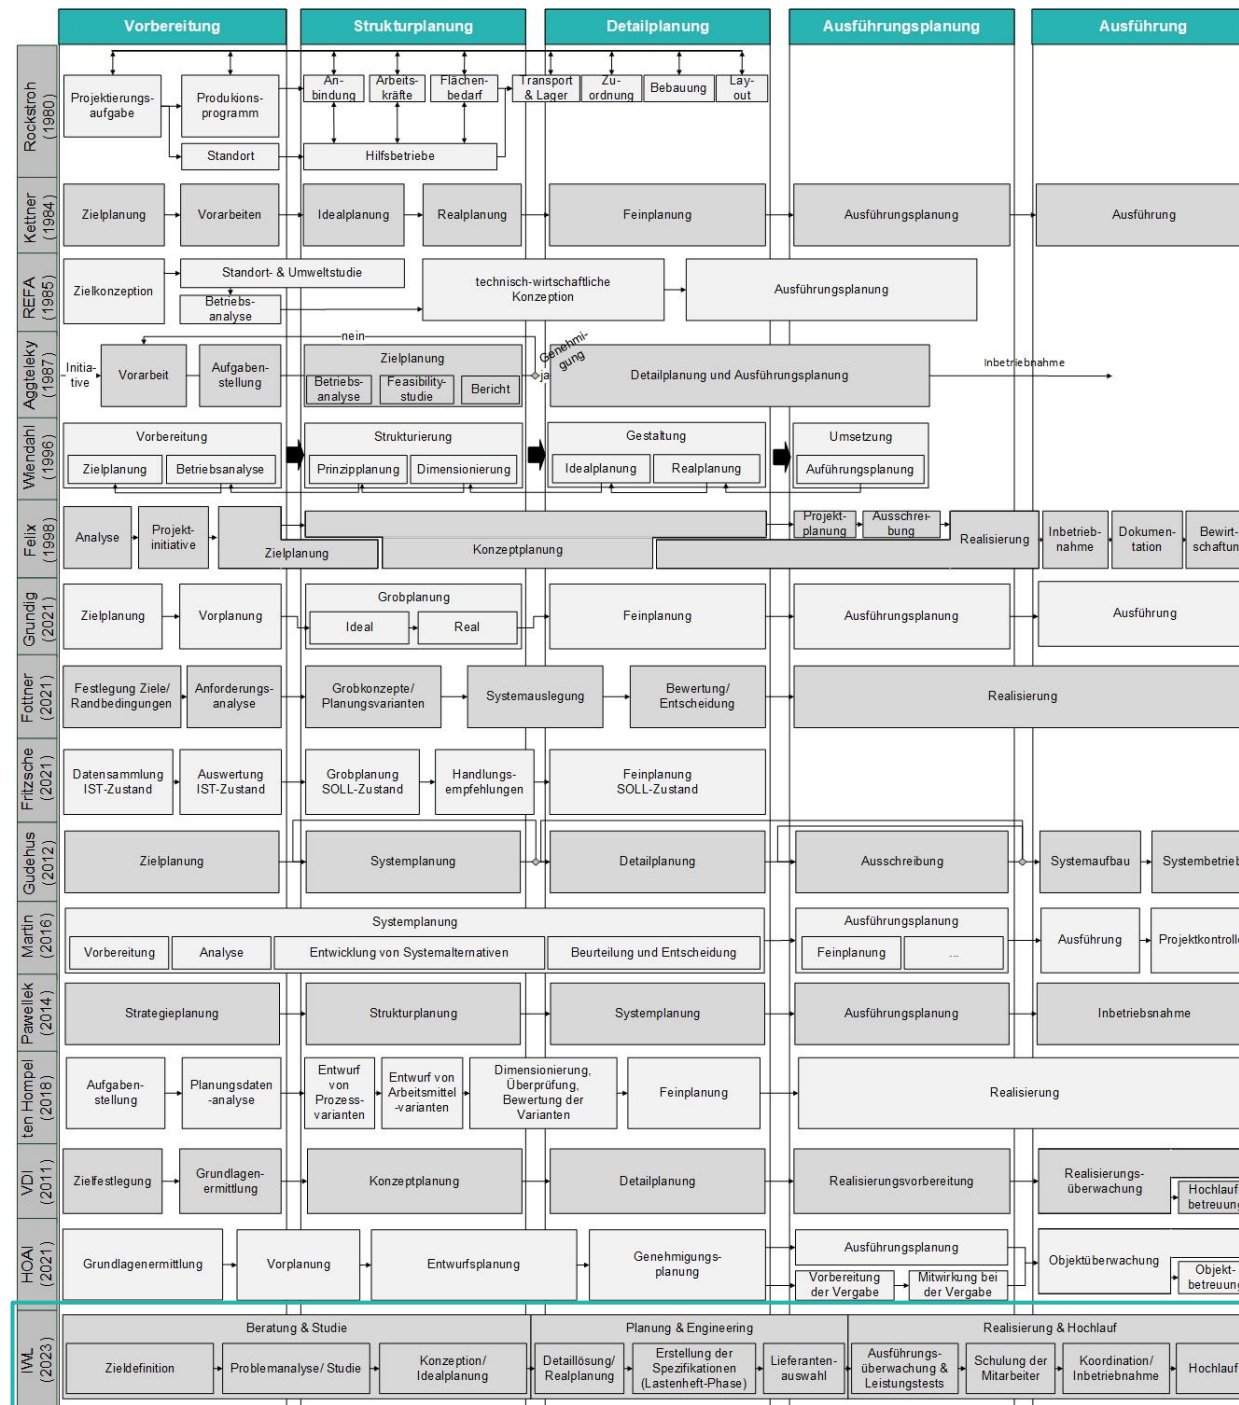 Vorbereitung
Strukturplanung
Detailplanung
Ausführungsplanung
Ausführung
Rockstroh
(1980)
Projektierungs-
aufgabe
Produkions-
programm
Standort
An-
bindung
Arbeits-
kräfte
Flächen-
bedarf
Hilfsbetriebe
Transport
& Lager
Zu-
ordnung
Bebauung
Lay-
out
Kettner
(1984)
Zielplanung
Vorarbeiten
Idealplanung
Realplanung
Feinplanung
Ausführungsplanung
Ausführung
REFA
(1985)
Zielkonzeption
Standort- & Umweltstudie
Betriebs-
analyse
technisch-wirtschaftliche
Konzeption
Ausführungsplanung
Aggteleky
(1987)
Initia-
tive
Vorarbeit
Aufgaben-
stellung
nein
Zielplanung
Betriebs-
analyse
Feasibility-
studie
Bericht
Genehmi-
gung
ja
Detailplanung und Ausführungsplanung
Inbetriebnahme
Wiendahl
(1996)
Vorbereitung
Zielplanung
Betriebsanalyse
Strukturierung
Prinzipplanung
Dimensionierung
Gestaltung
Idealplanung
Realplanung
Umsetzung
Auführungsplanung
Felix
(1998)
Analyse
Projekt-
initiative
Zielplanung
Konzeptplanung
Projekt-
planung
Ausschrei-
bung
Realisierung
Inbetrieb-
nahme
Dokumen-
tation
Bewirt-
schaftun
Grundig
(2021)
Zielplanung
Vorplanung
Grobplanung
Ideal
Real
Feinplanung
Ausführungsplanung
Ausführung
Fottner
(2021)
Festlegung Ziele/
Randbedingungen
Anforderungs-
analyse
Grobkonzepte/
Planungsvarianten
Systemauslegung
Bewertung/
Entscheidung
Realisierung
Fritzsche
(2021)
Datensammlung
IST-Zustand
Auswertung
IST-Zustand
Grobplanung
SOLL-Zustand
Handlungs-
empfehlungen
Feinplanung
SOLL-Zustand
Gudehus
(2012)
Zielplanung
Systemplanung
Detailplanung
Ausschreibung
Systemaufbau
Systembetrieb
Martin
(2016)
Systemplanung
Vorbereitung
Analyse
Entwicklung von Systemalternativen
Beurteilung und Entscheidung
Ausführungsplanung
Feinplanung
...
Ausführung
Projektkontrolle
Pawellek
(2014)
Strategieplanung
Strukturplanung
Systemplanung
Ausführungsplanung
Inbetriebsnahme
ten Hompel
(2018)
Aufgaben-
stellung
Planungsdaten
-analyse
Entwurf
von
Prozess-
varianten
Entwurf von
Arbeitsmittel
-varianten
Dimensionierung,
Überprüfung,
Bewertung der
Varianten
Feinplanung
Realisierung
VDI
(2011)
Zielfestlegung
Grundlagen-
ermittlung
Konzeptplanung
Detailplanung
Realisierungsvorbereitung
Realisierungs-
überwachung
Hochlauf
betreuung
HOAI
(2021)
Grundlagenermittlung
Vorplanung
Entwurfsplanung
Genehmigungs-
planung
Ausführungsplanung
Vorbereitung
der Vergabe
Mitwirkung bei
der Vergabe
Objektüberwachung
Objekt-
betreuung
IWL
(2023)
Beratung & Studie
Zieldefinition
Problemanalyse/ Studie
Konzeption/
Idealplanung
Planung & Engineering
Detaillösung/
Realplanung
Erstellung der
Spezifikationen
(Lastenheft-Phase)
Lieferanten-
auswahl
Realisierung & Hochlauf
Ausführungs-
überwachung &
Leistungstests
Schulung der
Mitarbeiter
Koordination/
Inbetriebnahme
Hochlauf